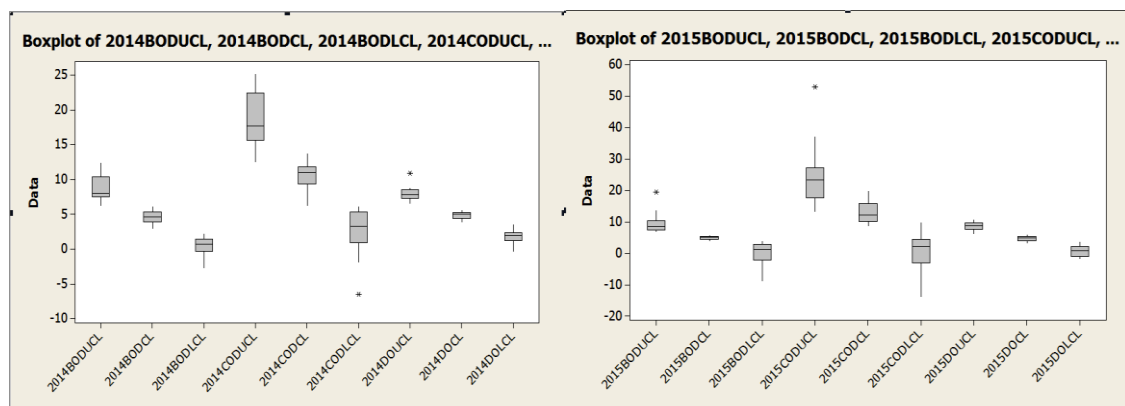 Boxplot of 2014BODUCL, 2014BODCL, 2014BODLCL, 2014CODUCL, ...
25
20
15
10
5
0
-5
-10
Data
2014BODUCL
2014BODCL
2014BODLCL
2014CODUCL
2014CODCL
2014CODLCL
2014DOUCL
2014DOCL
2014DOLCL
Boxplot of 2015BODUCL, 2015BODCL, 2015BODLCL, 2015CODUCL, ...
60
50
40
30
20
10
0
-10
-20
Data
2015BODUCL
2015BODCL
2015BODLCL
2015CODUCL
2015CODCL
2015CODLCL
2015DOUCL
2015DOCL
2015DOLCL